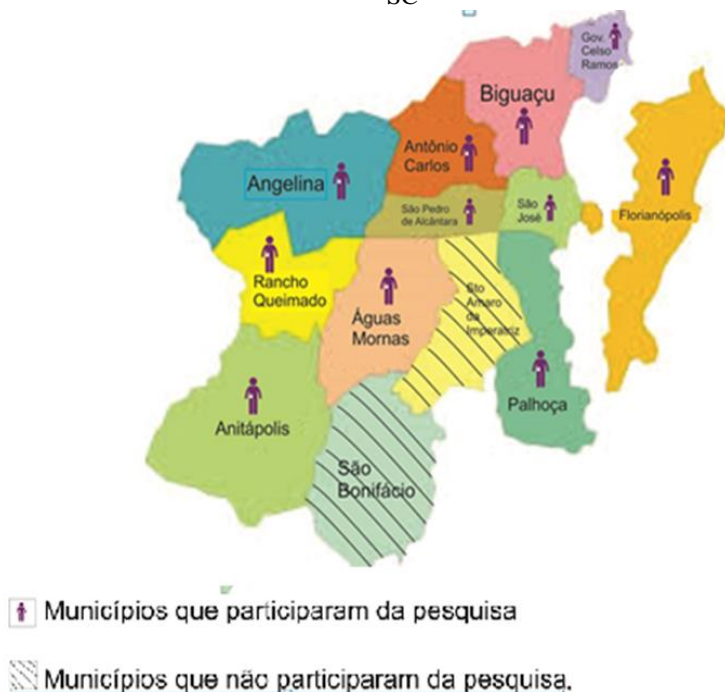 SC
Gov.
Celso
Ramos
Biguaçu
Antônio
Carlos
Angelina
São Pedro
de Alcântara
São
José
Florianópolis
Rancho
Queimado
Águas
Mornas
Sto
Amaro
da
Imperatriz
Palhoça
Anitápolis
São
Bonifácio
Municípios que participaram da pesquisa
Municípios que não participaram da pesquisa.